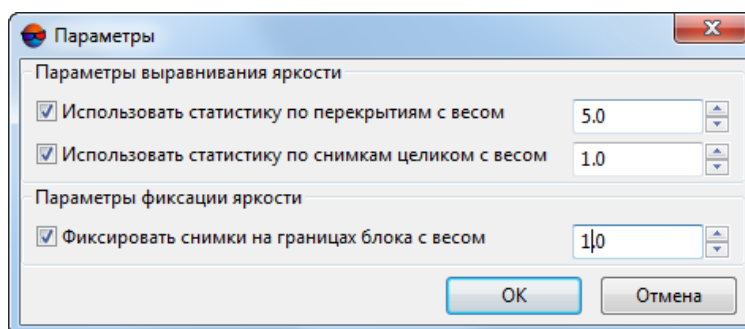 Параметры
Параметры выравнивания яркости
Использовать статистику по перекрытиям с весом 5.0
Использовать статистику по снимкам целиком с весом 1.0
Параметры фиксации яркости
Фиксировать снимки на границах блока с весом 1.0
OK Отмена